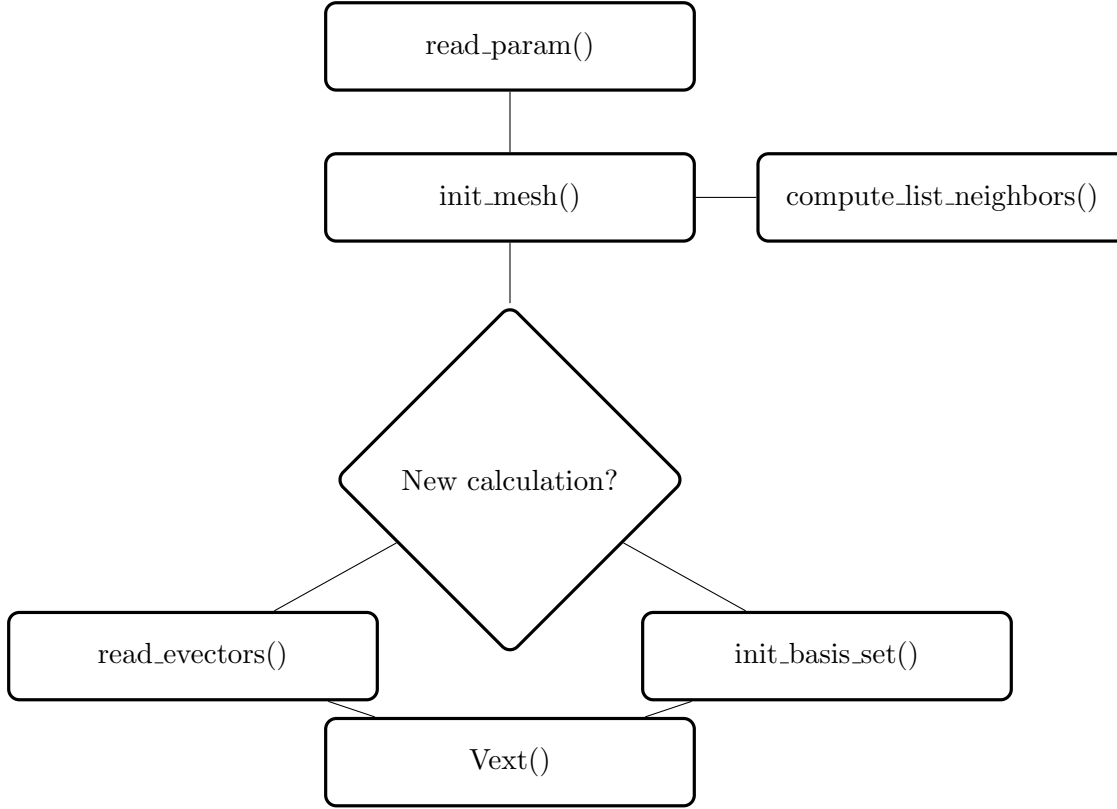 read_param()
init_mesh()
compute_list_neighbors()
New calculation?
read_evectors()
init_basis_set()
Vext()